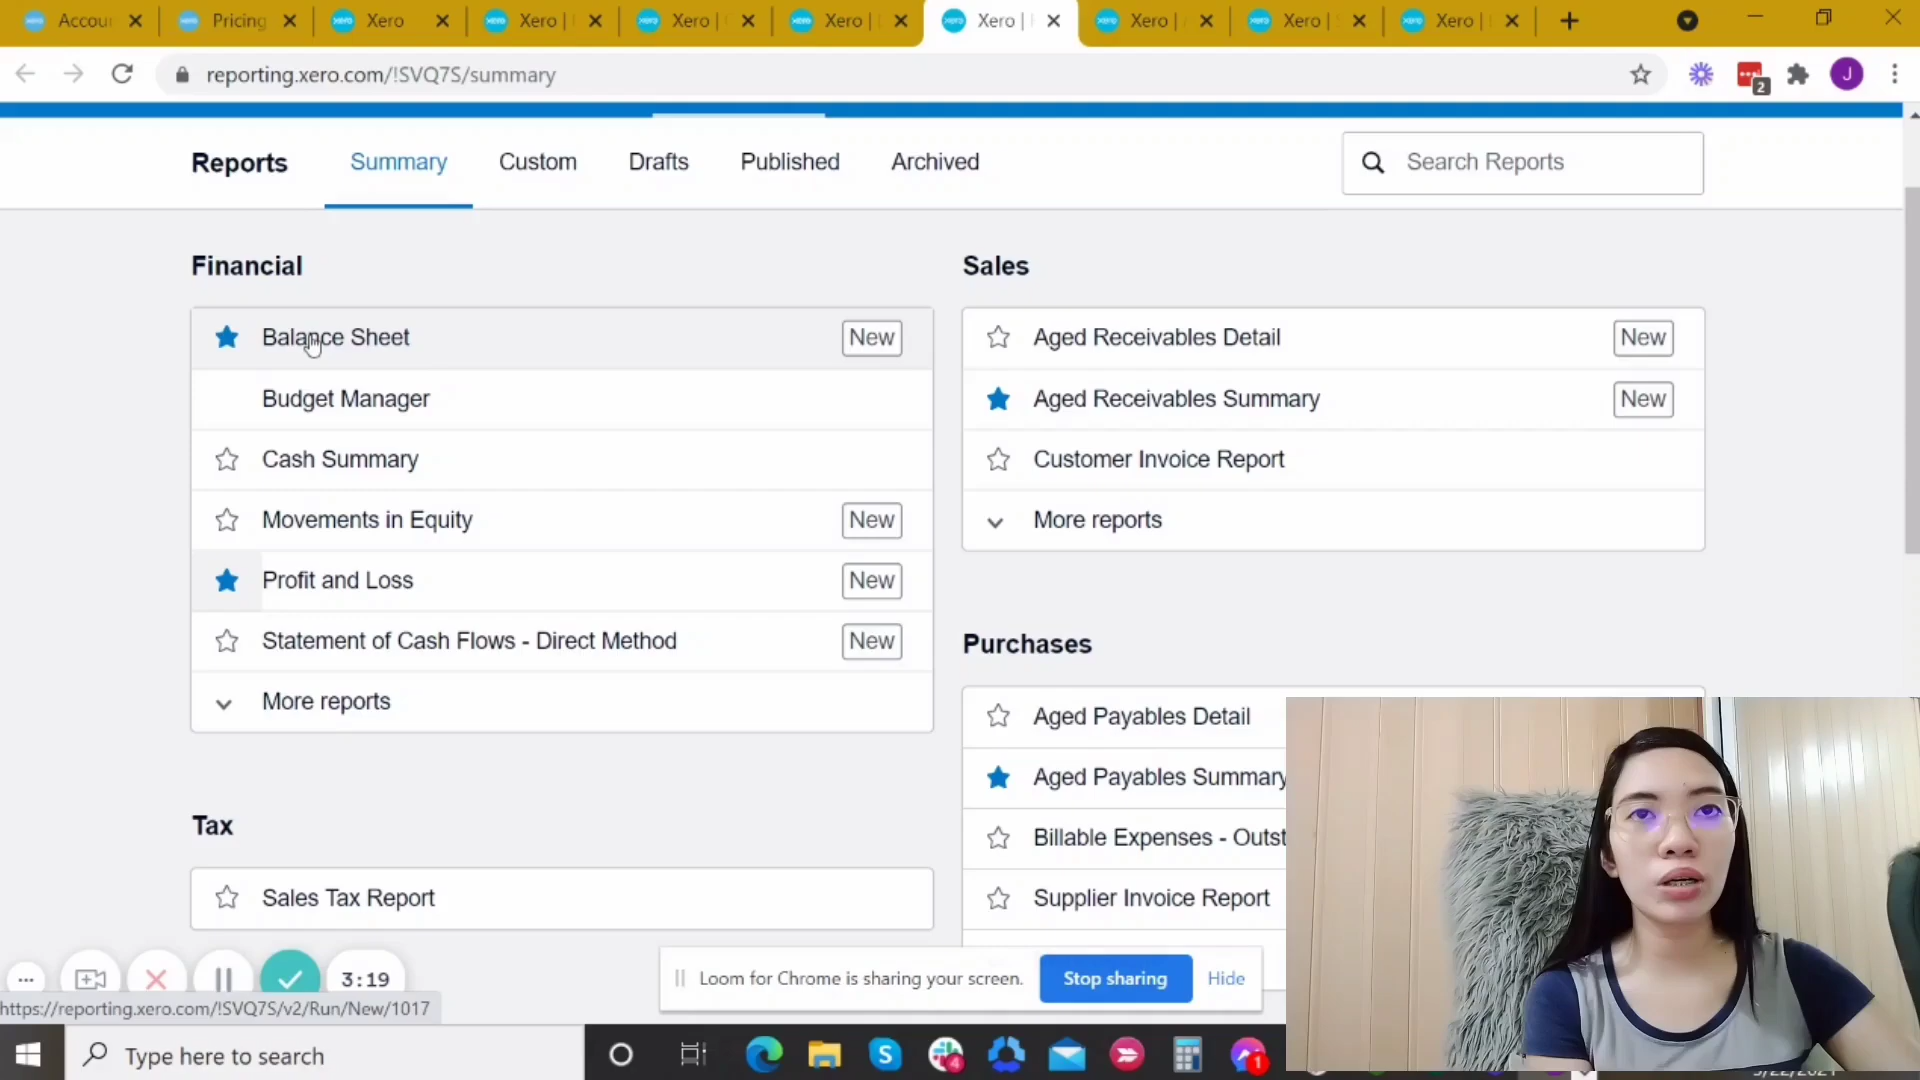 Accou
Pricing
Xero
Xero |
Xero |
Xero |
Xero |
Xero |
Xero |
Xero |
reporting.xero.com/!SVQ7S/summary
2
J
Reports
Summary
Custom
Drafts
Published
Archived
Search Reports
Financial
Balance Sheet
New
Budget Manager
Cash Summary
Movements in Equity
New
Profit and Loss
New
Statement of Cash Flows - Direct Method
New
More reports
Tax
Sales Tax Report
Sales
Aged Receivables Detail
New
Aged Receivables Summary
New
Customer Invoice Report
More reports
Purchases
Aged Payables Detail
Aged Payables Summary
Billable Expenses - Outst
Supplier Invoice Report
3:19
Loom for Chrome is sharing your screen.
Stop sharing
Hide
https://reporting.xero.com/!SVQ7S/v2/Run/New/1017
Type here to search
4
1